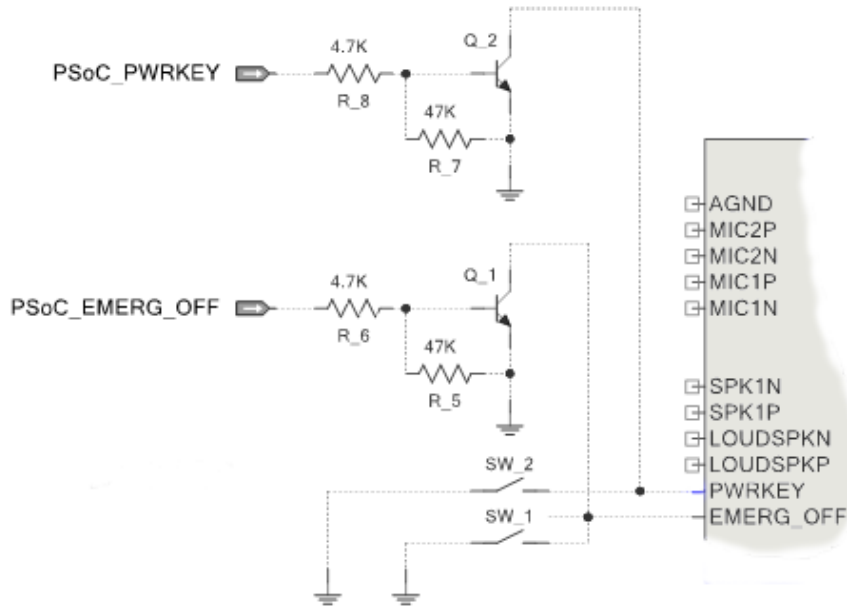 Q_2
4.7K
PSoC_PWRKEY
R_8
47K
R_7
AGND
MIC2P
MIC2N
MIC1P
MIC1N
Q_1
4.7K
PSoC_EMERG_OFF
R_6
47K
R_5
SPK1N
SPK1P
LOUDSPKN
LOUDSPKP
SW_2
PWRKEY
SW_1
EMERG_OFF